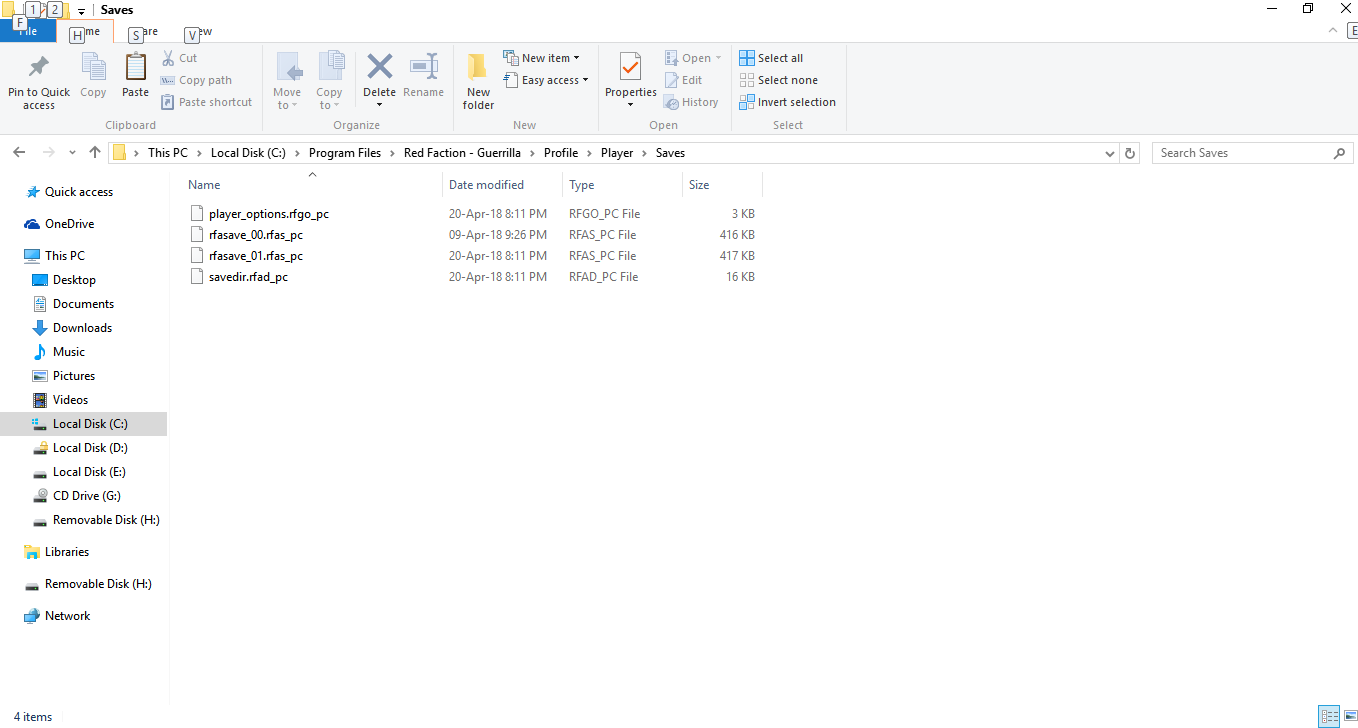 1 2 Saves
F File H me S are V ew E
Pin to Quick access
Copy
Paste
Cut
Copy path
Paste shortcut
Clipboard
Move to
Copy to
Delete
Rename
Organize
New folder
New item
Easy access
New
Properties
Open
Edit
History
Open
Select all
Select none
Invert selection
Select
This PC > Local Disk (C:) > Program Files > Red Faction - Guerrilla > Profile > Player > Saves
Search Saves
Quick access
OneDrive
This PC
Desktop
Documents
Downloads
Music
Pictures
Videos
Local Disk (C:)
Local Disk (D:)
Local Disk (E:)
CD Drive (G:)
Removable Disk (H:)
Libraries
Removable Disk (H:)
Network
Name Date modified Type Size
player_options.rfgo_pc 20-Apr-18 8:11 PM RFGO_PC File 3 KB
rfasave_00.rfas_pc 09-Apr-18 9:26 PM RFAS_PC File 416 KB
rfasave_01.rfas_pc 20-Apr-18 8:11 PM RFAS_PC File 417 KB
savedir.rfad_pc 20-Apr-18 8:11 PM RFAD_PC File 16 KB
4 items